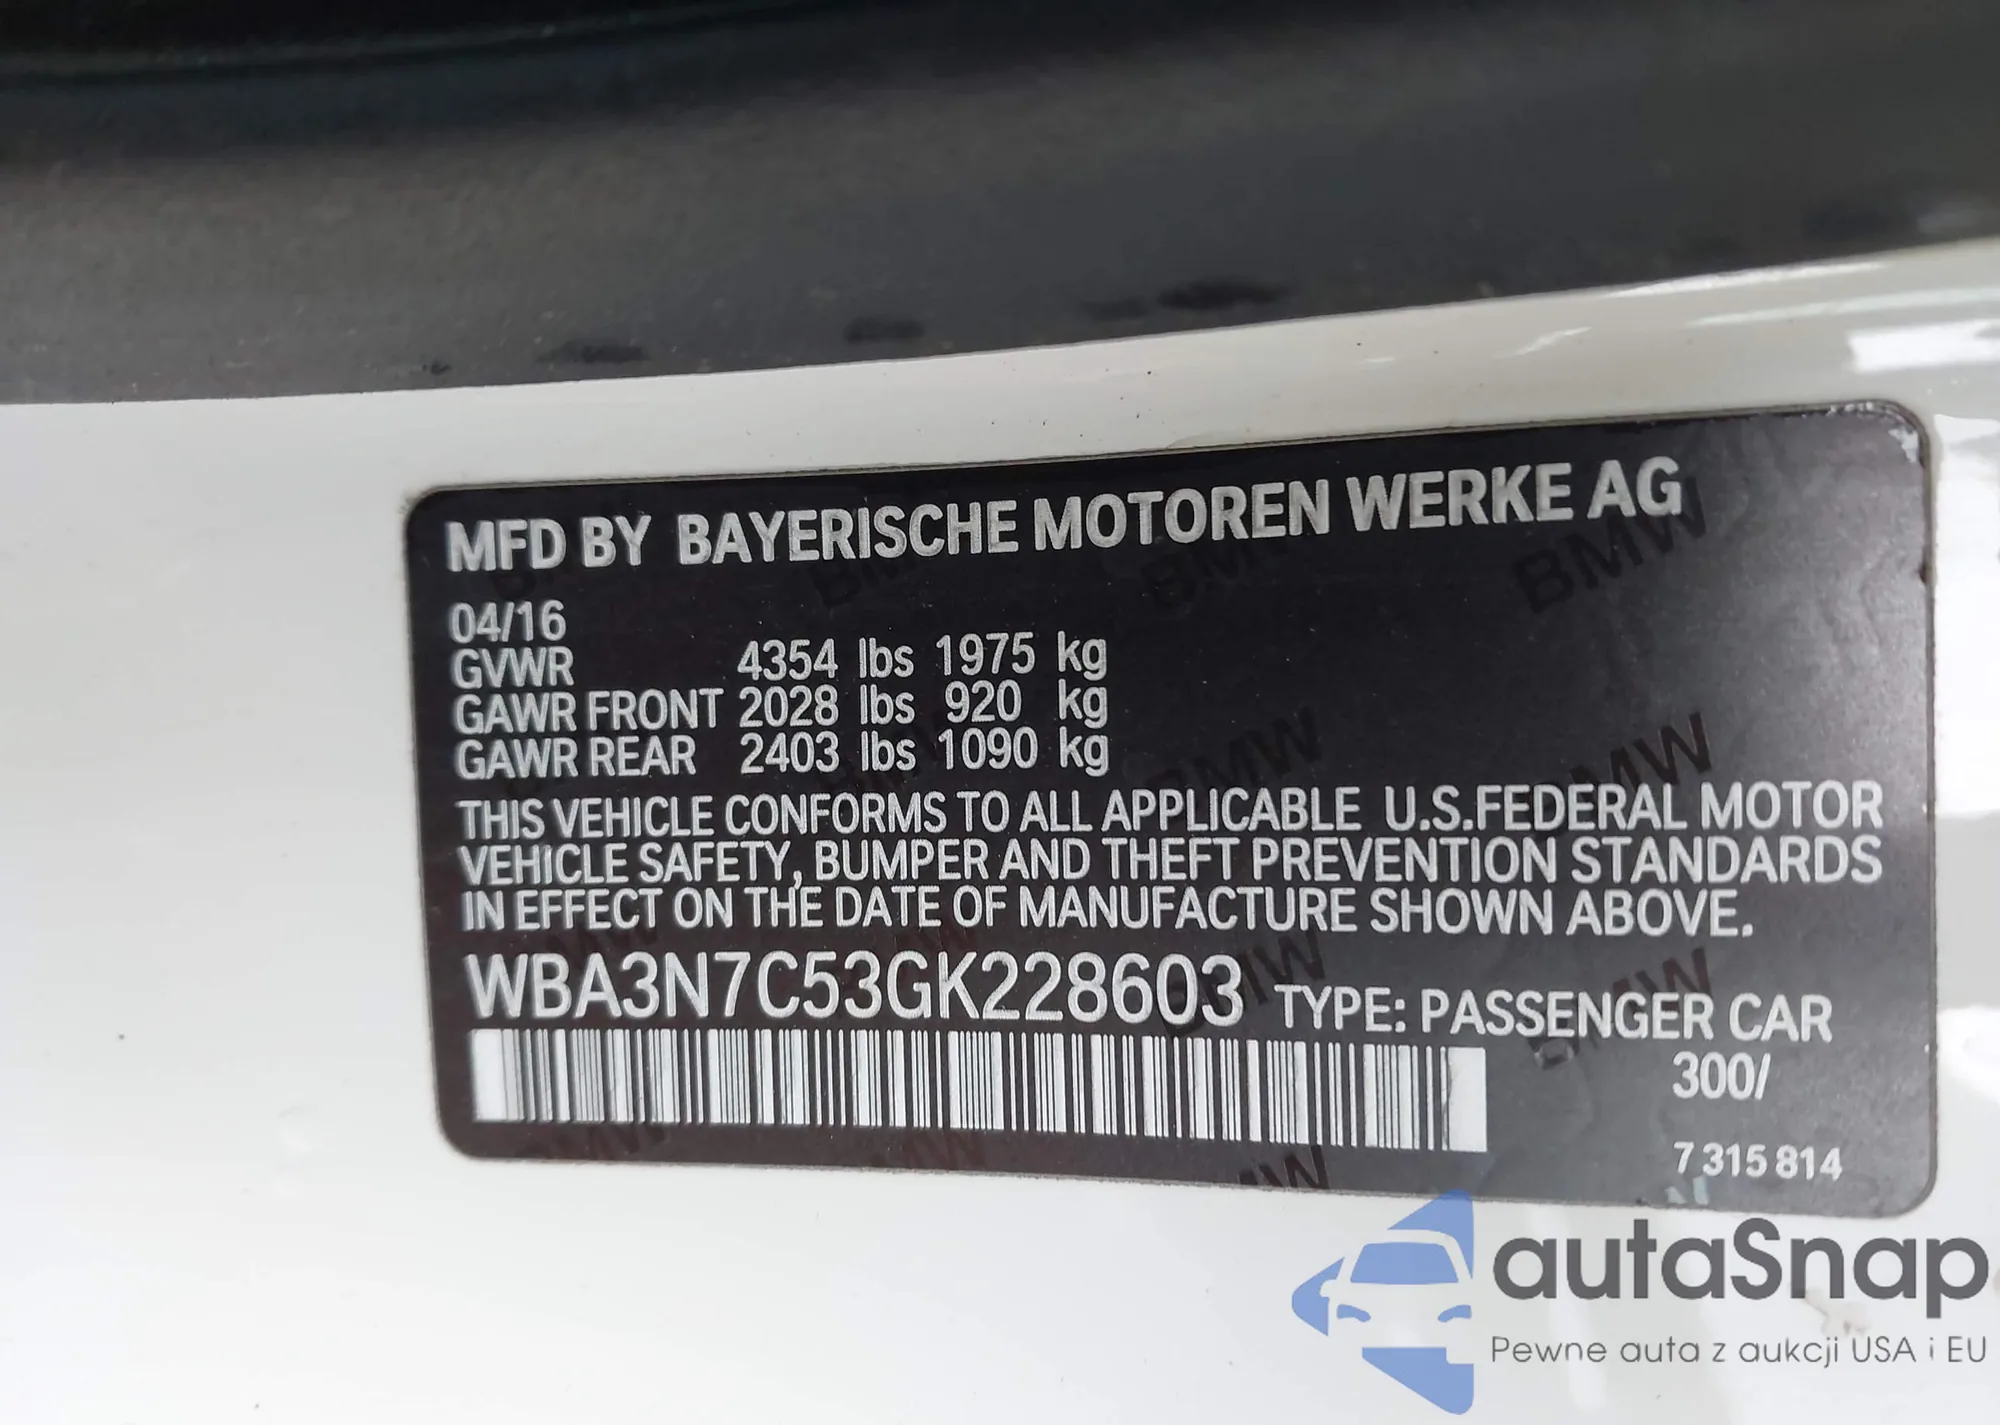 MFD BY BAYERISCHE MOTOREN WERKE AG
04/16
GVWR 4354 lbs 1975 kg
GAWR FRONT 2028 lbs 920 kg
GAWR REAR 2403 lbs 1090 kg
THIS VEHICLE CONFORMS TO ALL APPLICABLE U.S.FEDERAL MOTOR
VEHICLE SAFETY, BUMPER AND THEFT PREVENTION STANDARDS
IN EFFECT ON THE DATE OF MANUFACTURE SHOWN ABOVE.
WBA3N7C53GK228603 TYPE: PASSENGER CAR
300/
7 315 814
autaSnap
Pewne auta z aukcji USA i EU